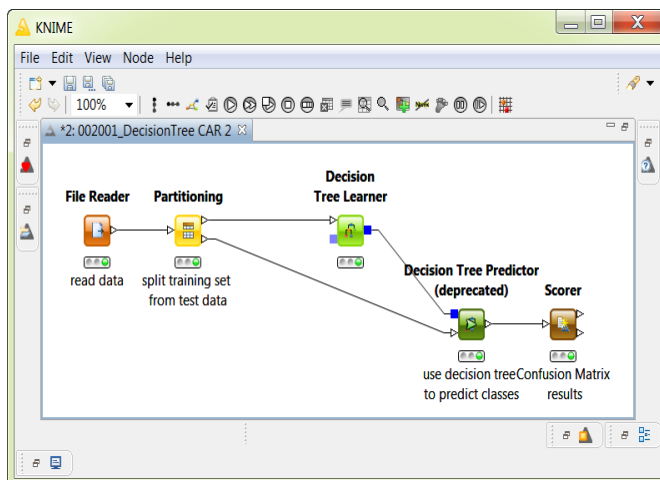 KNIME
File Edit View Node Help
100%
*2: 002001_DecisionTree CAR 2
File Reader
Partitioning
Decision
Tree Learner
read data
split training set
from test data
Decision Tree Predictor
(deprecated)
Scorer
use decision tree
to predict classes
Confusion Matrix
results